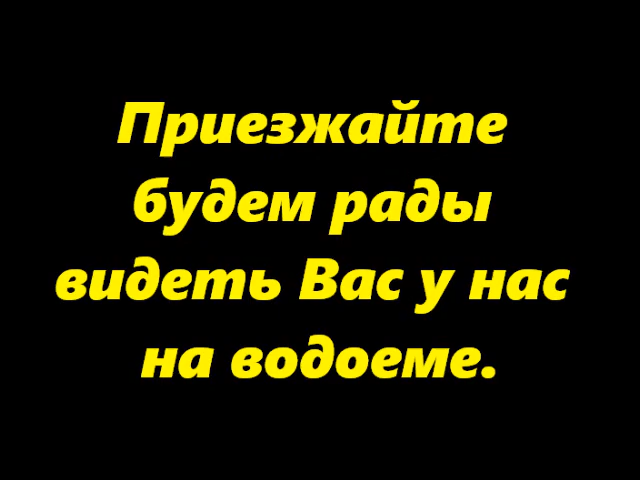 Приезжайте
будем рады
видеть Вас у нас
на водоеме.